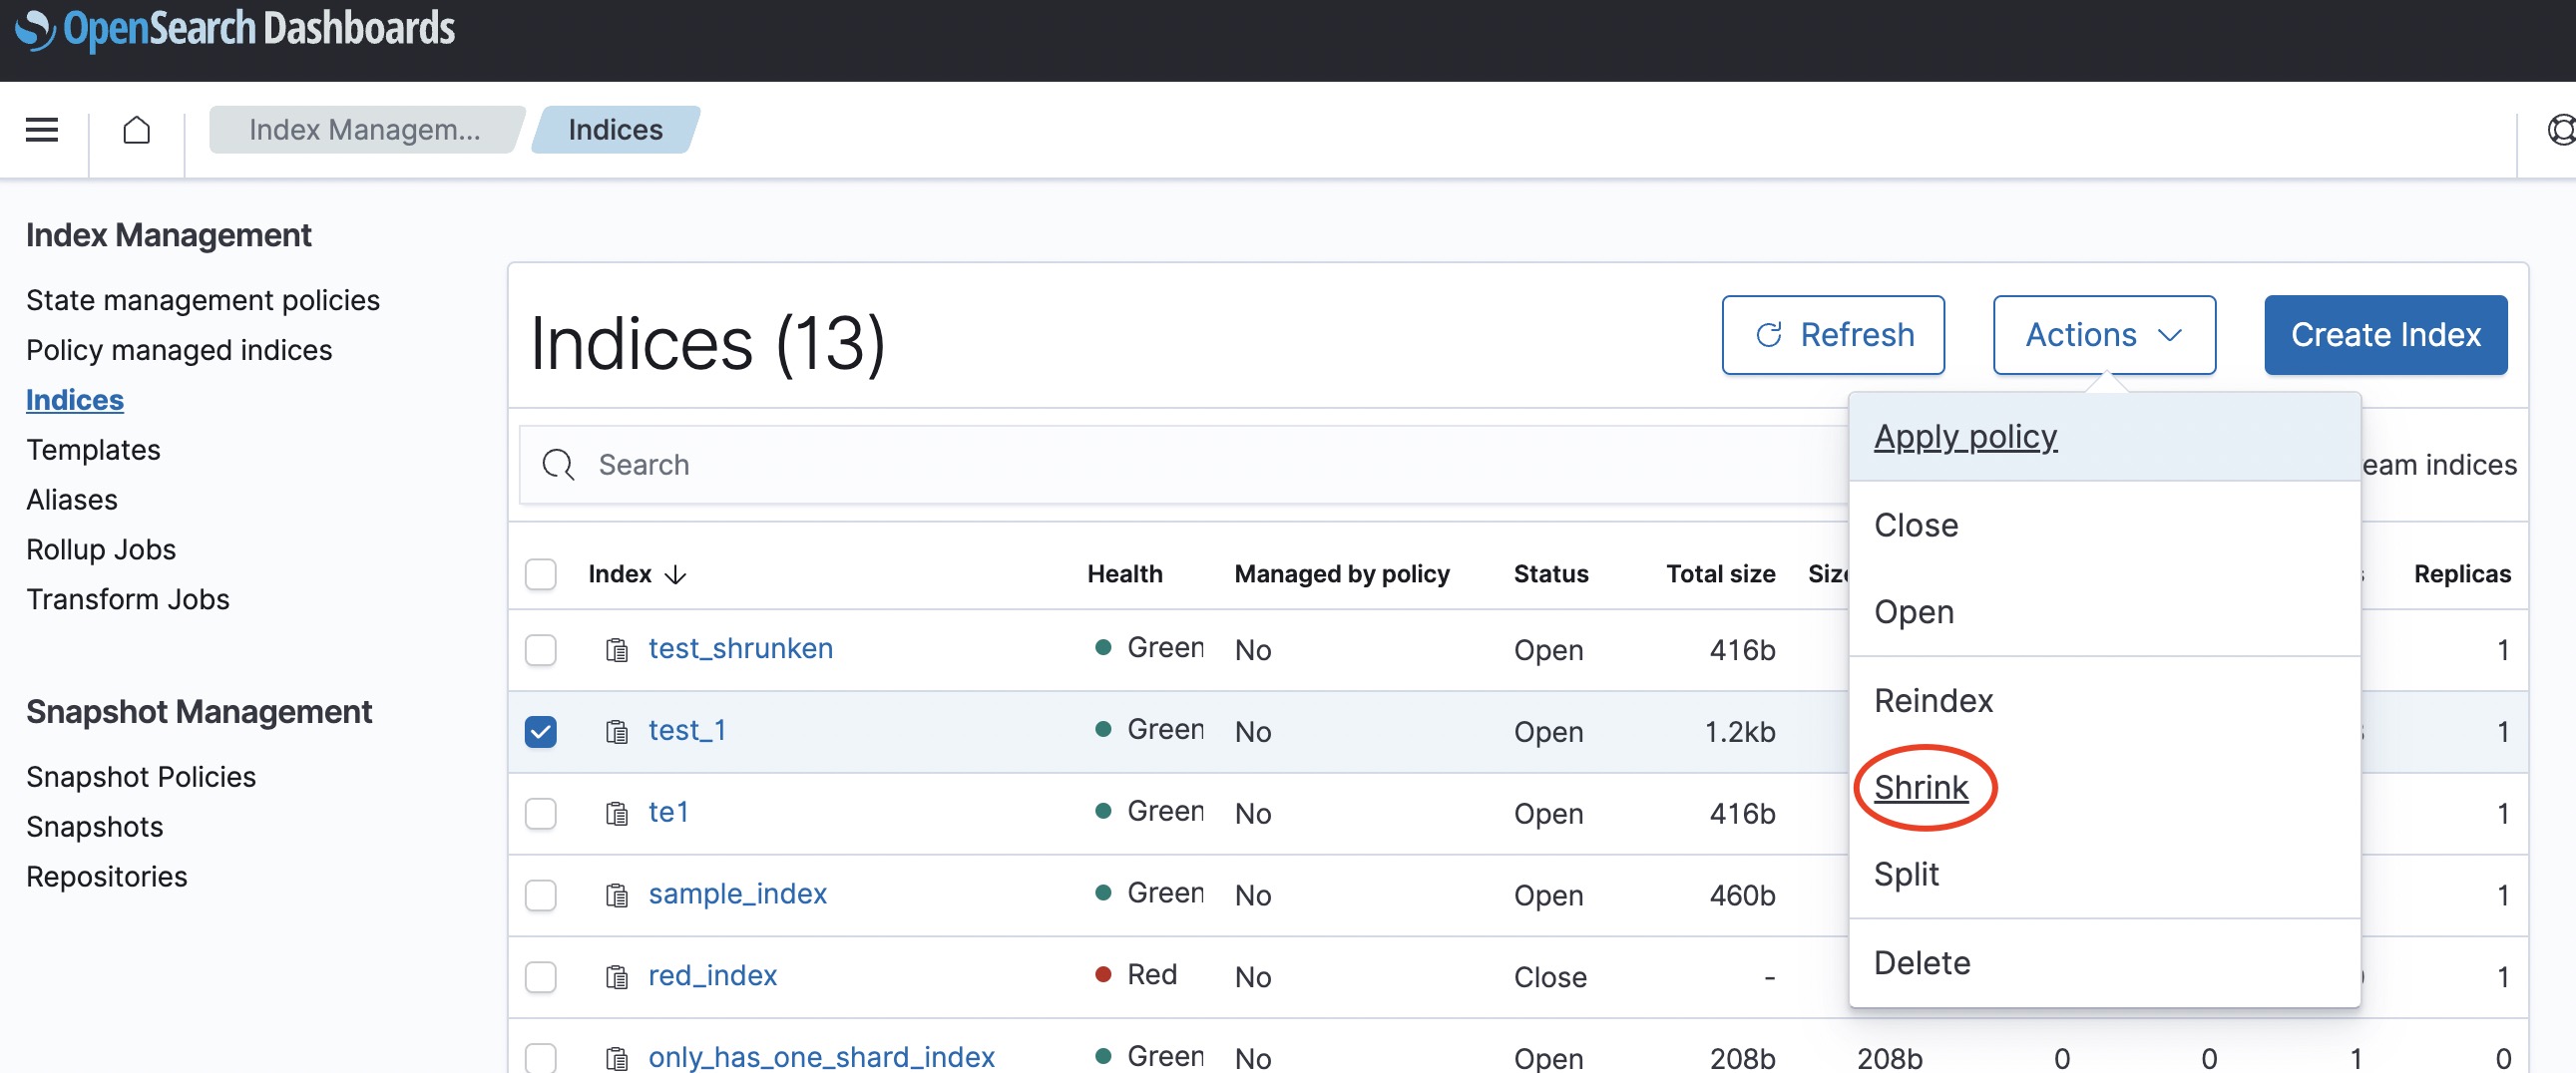 OpenSearch Dashboards
Index Managem... Indices
Index Management
State management policies
Policy managed indices
Indices
Templates
Aliases
Rollup Jobs
Transform Jobs
Snapshot Management
Snapshot Policies
Snapshots
Repositories
Indices (13) Refresh Actions Create Index
Search eam indices
Apply policy
Close
Open
Reindex
Shrink
Split
Delete
Index Health Managed by policy Status Total size Replicas
test_shrunken Green No Open 416b 1
test_1 Green No Open 1.2kb 1
te1 Green No Open 416b 1
sample_index Green No Open 460b 1
red_index Red No Close - 1
only_has_one_shard_index Green No Open 208b 208b 0 0 1 0